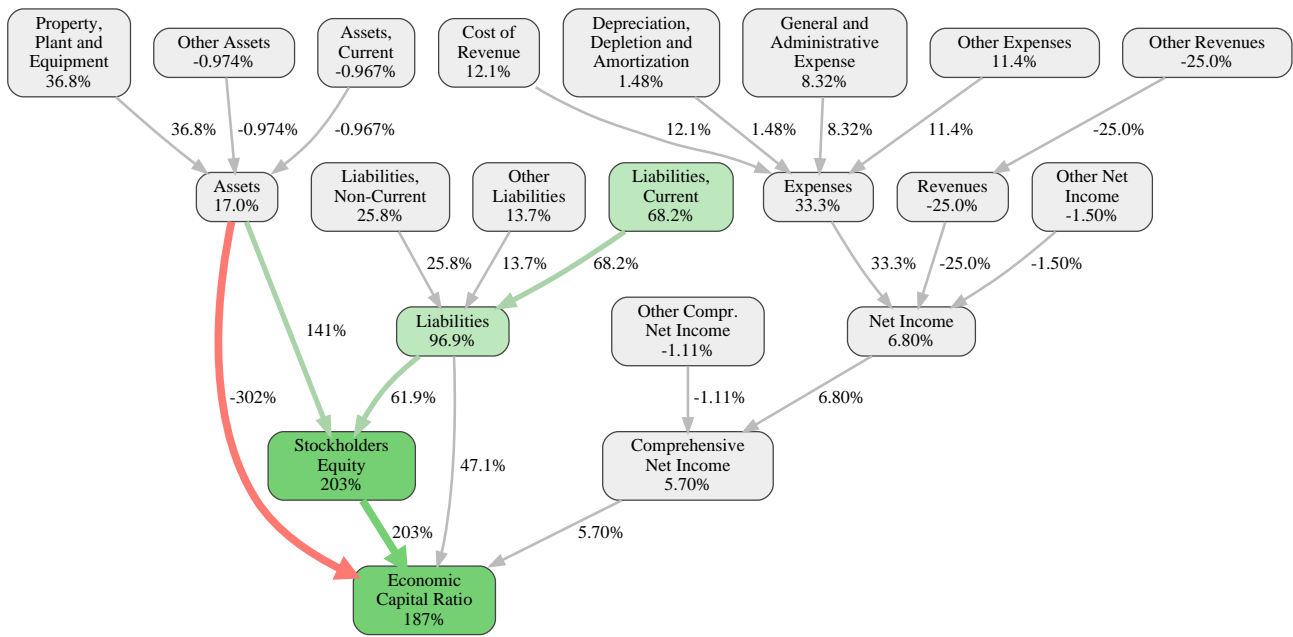 Property,
Plant and
Equipment
36.8%
Other Assets
-0.974%
Assets,
Current
-0.967%
Cost of
Revenue
12.1%
Depreciation,
Depletion and
Amortization
1.48%
General and
Administrative
Expense
8.32%
Other Expenses
11.4%
Other Revenues
-25.0%
36.8%
-0.974%
-0.967%
12.1%
1.48%
8.32%
11.4%
-25.0%
Assets
17.0%
Liabilities,
Non-Current
25.8%
Other
Liabilities
13.7%
Liabilities,
Current
68.2%
Expenses
33.3%
Revenues
-25.0%
Other Net
Income
-1.50%
25.8%
13.7%
68.2%
33.3%
-25.0%
-1.50%
Liabilities
96.9%
Other Compr.
Net Income
-1.11%
Net Income
6.80%
141%
-302%
61.9%
-1.11%
6.80%
Stockholders
Equity
203%
47.1%
Comprehensive
Net Income
5.70%
203%
5.70%
Economic
Capital Ratio
187%